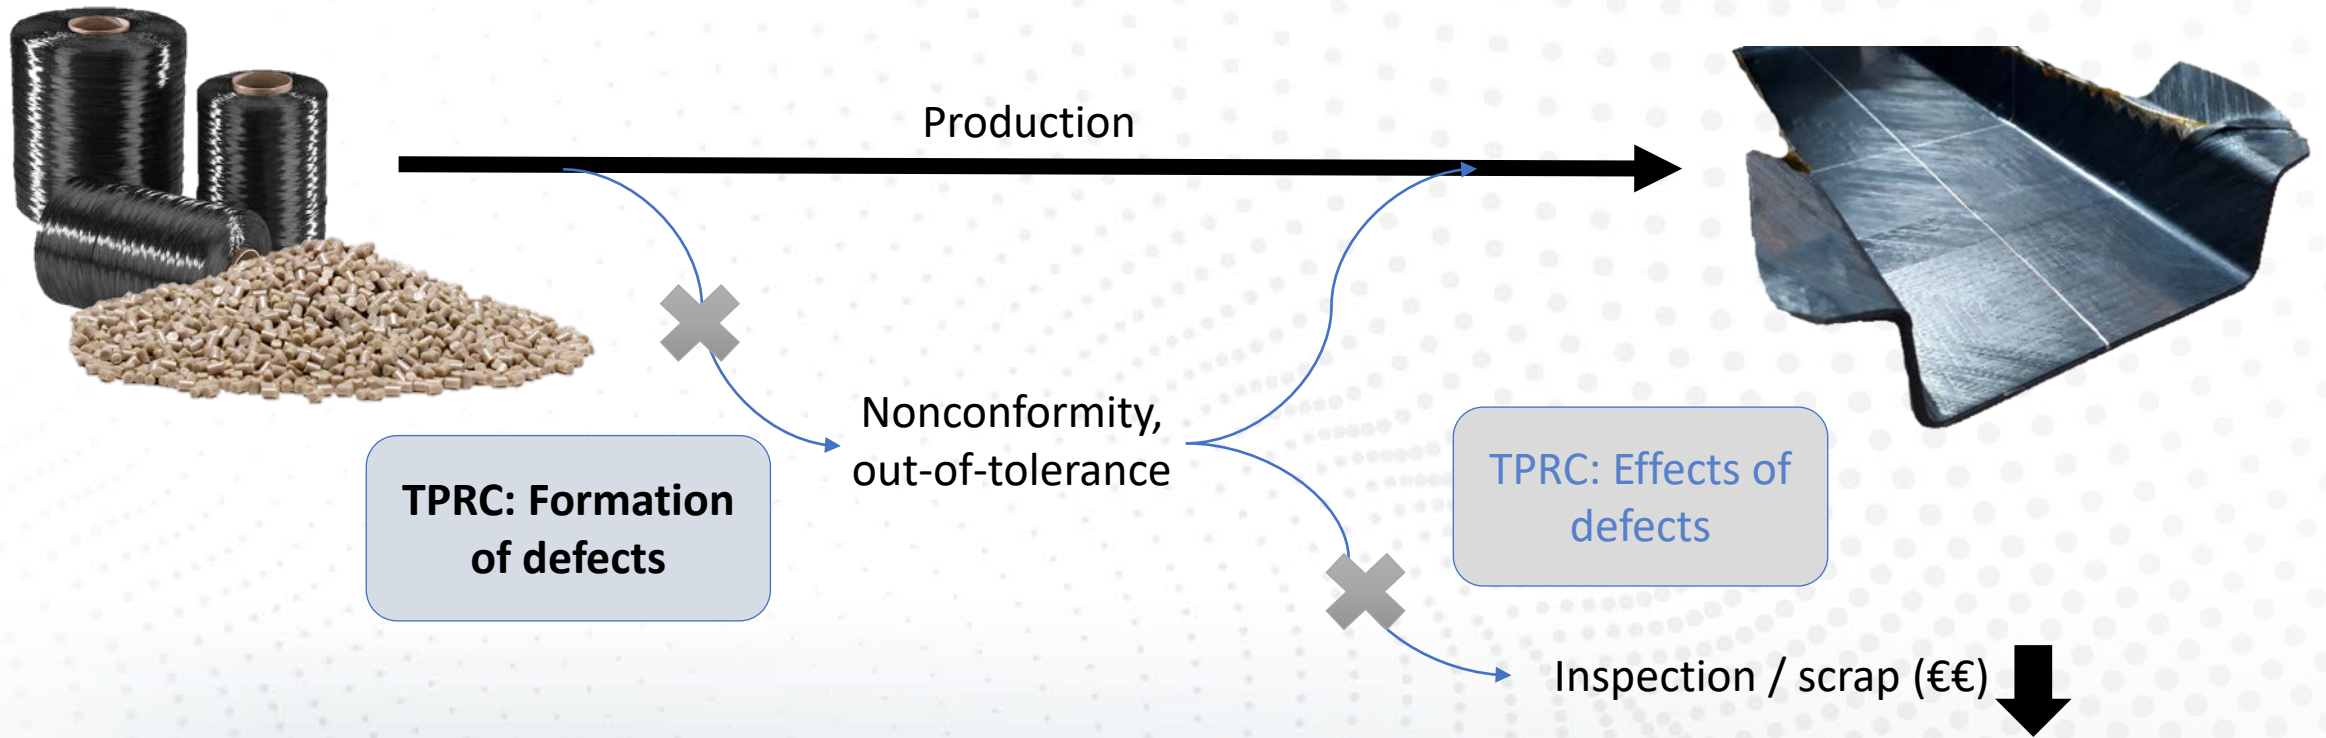 Production
Nonconformity,
out-of-tolerance
TPRC: Formation
of defects
TPRC: Effects of
defects
Inspection / scrap (€€)